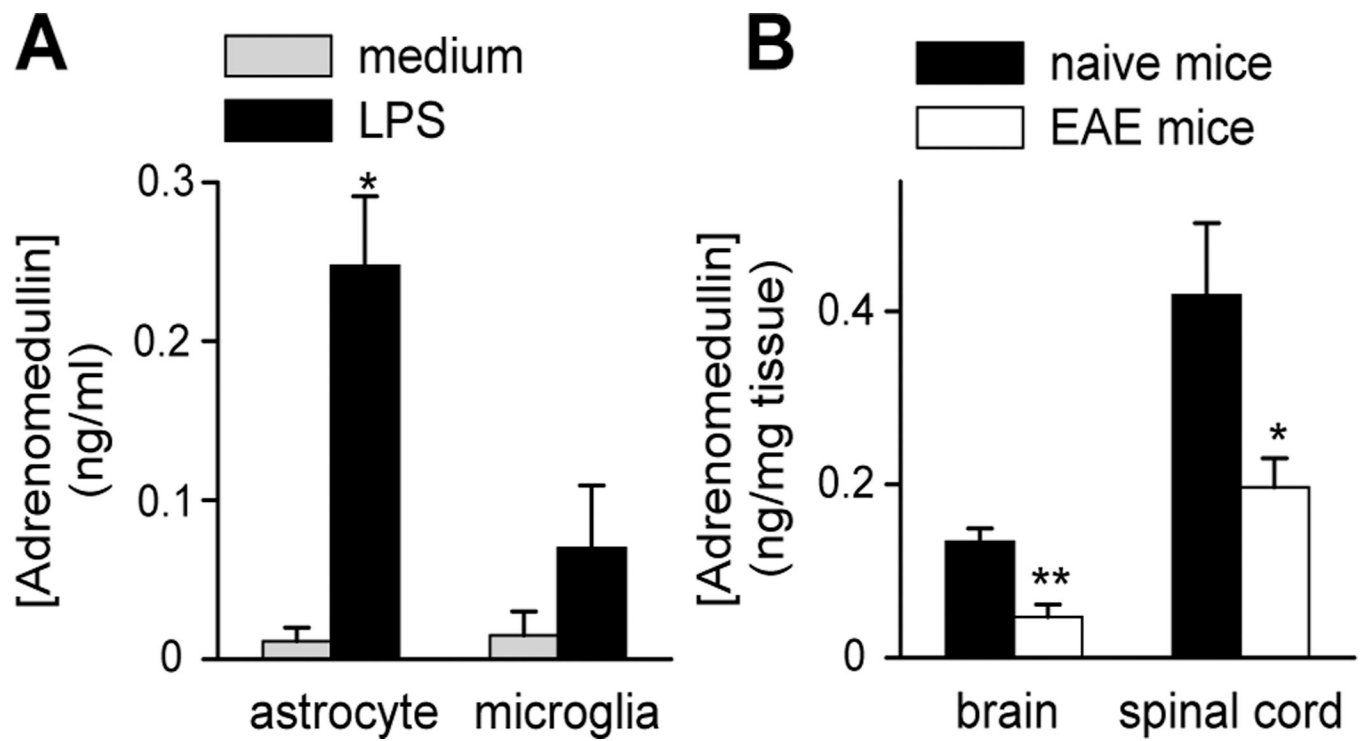 A
medium
LPS
[Adrenomedullin]
(ng/ml)
0.3
0.2
0.1
0
*
astrocyte
microglia
B
naive mice
EAE mice
[Adrenomedullin]
(ng/mg tissue)
0.4
0.2
0
**
*
brain
spinal cord